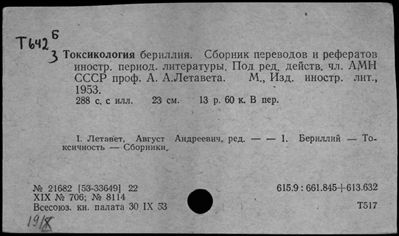 Т642 б
3
Токсикология бериллия. Сборник переводов и рефератов
иностр. период. литературы. Под ред. действ. чл. АМН
СССР проф. А. А.Летавета. М., Изд. иностр. лит.,
1953.
288 с. с илл. 23 см. 13 р. 60 к. В пер.
I. Летавет, Август Андреевич, ред. — — 1. Бериллий — То-
ксичность — Сборники.
№ 21682 [53-33649] 22
615.9 : 661.845+613.632
XIX № 706; № 8114
Всесоюз. кн. палата 30 IX 53
Т517